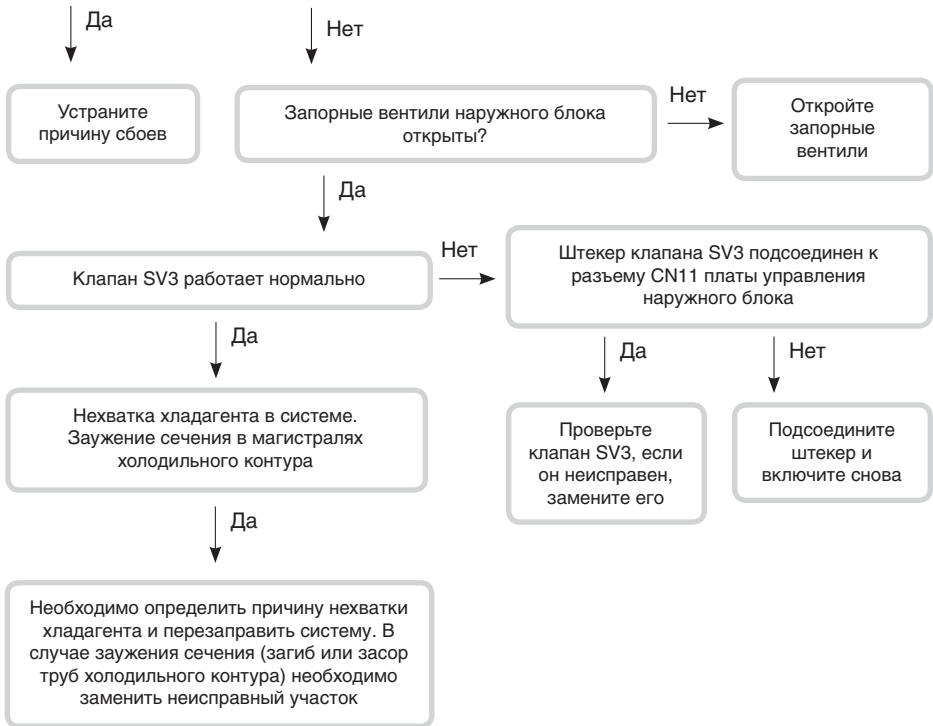 Да
Нет
Устраните
причину сбоев
Запорные вентили наружного блока
открыты?
Нет
Откройте
запорные
вентили
Да
Клапан SV3 работает нормально
Нет
Штекер клапана SV3 подсоединен к
разъему CN11 платы управления
наружного блока
Да
Да
Нет
Нехватка хладагента в системе.
Заужение сечения в магистралях
холодильного контура
Проверьте
клапан SV3, если
он неисправен,
замените его
Подсоедините
штекер и
включите снова
Да
Необходимо определить причину нехватки
хладагента и перезаправить систему. В
случае заужения сечения (загиб или засор
труб холодильного контура) необходимо
заменить неисправный участок